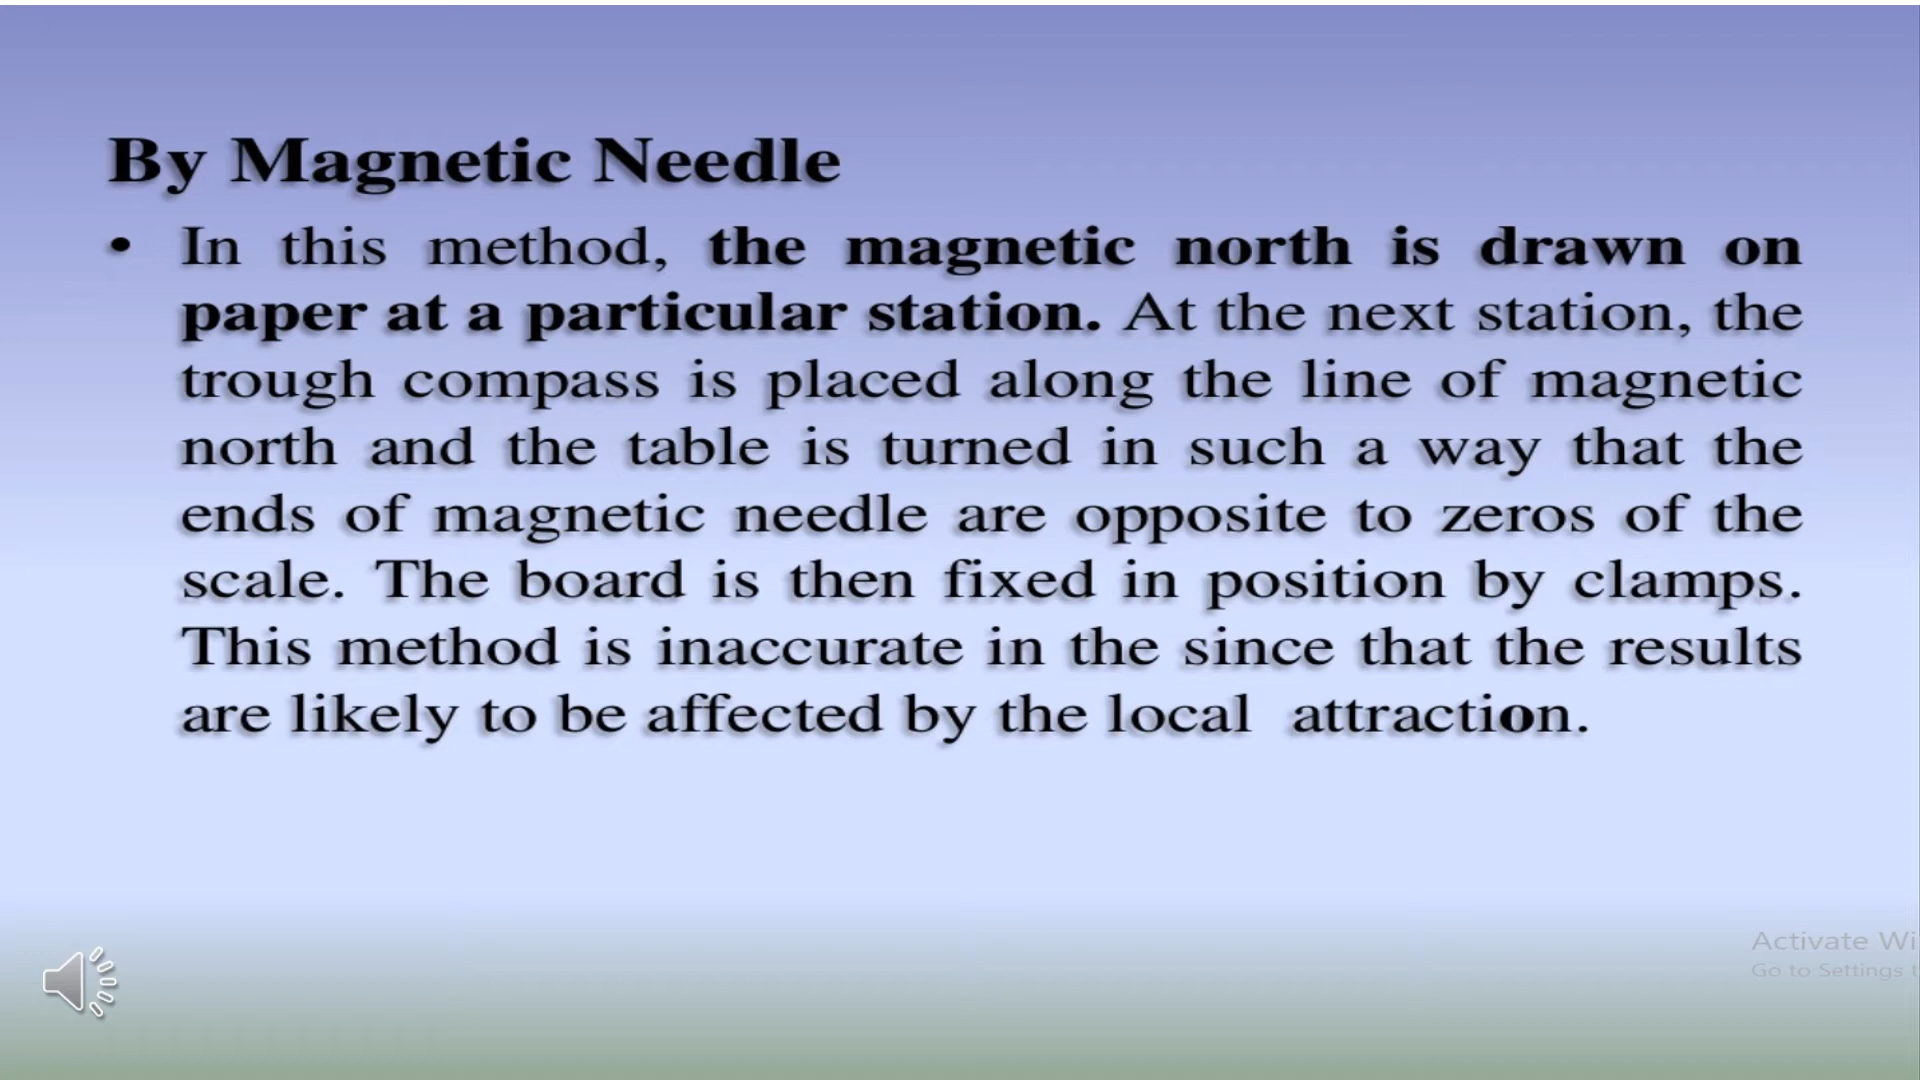 By Magnetic Needle
• In this method, the magnetic north is drawn on
paper at a particular station. At the next station, the
trough compass is placed along the line of magnetic
north and the table is turned in such a way that the
ends of magnetic needle are opposite to zeros of the
scale. The board is then fixed in position by clamps.
This method is inaccurate in the since that the results
are likely to be affected by the local attraction.
Activate Wi
Go to Settings t